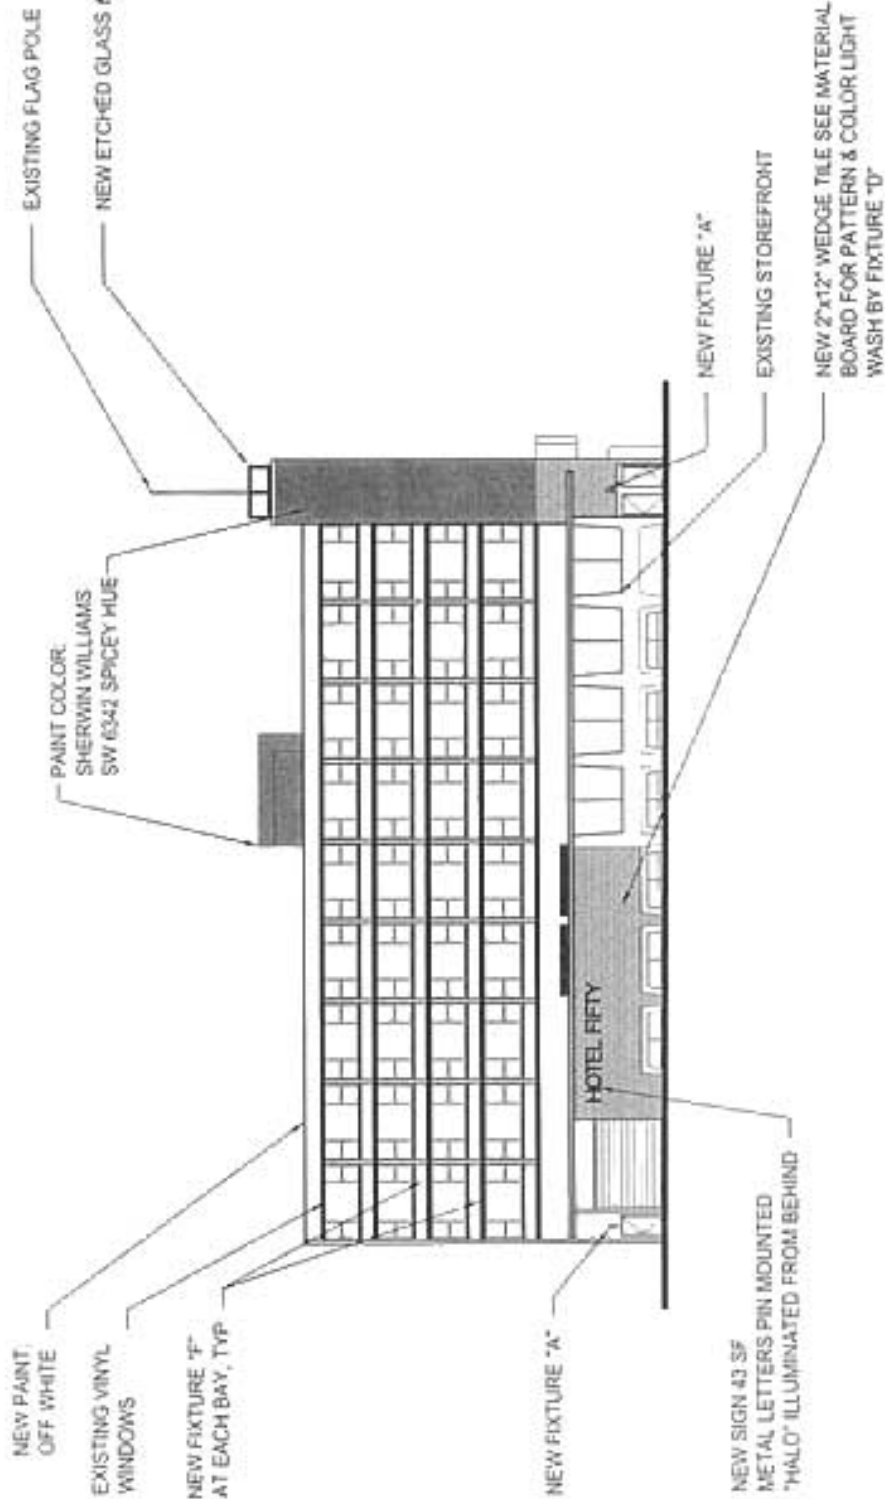 NEW PAINT:
OFF WHITE
EXISTING VINYL
WINDOWS
NEW FIXTURE "F"
AT EACH BAY, TYP
NEW FIXTURE "A"
NEW SIGN 43 SF
METAL LETTERS PIN MOUNTED
"HALO" ILLUMINATED FROM BEHIND
HOTEL FIFTY
PAINT COLOR:
SHERWIN WILLIAMS
SW 6342 SPICEY HUE
EXISTING FLAG POLE
NEW ETCHED GLASS
NEW FIXTURE "A"
EXISTING STOREFRONT
NEW 2"x12" WEDGE TILE SEE MATERIAL
BOARD FOR PATTERN & COLOR LIGHT
WASH BY FIXTURE "D"